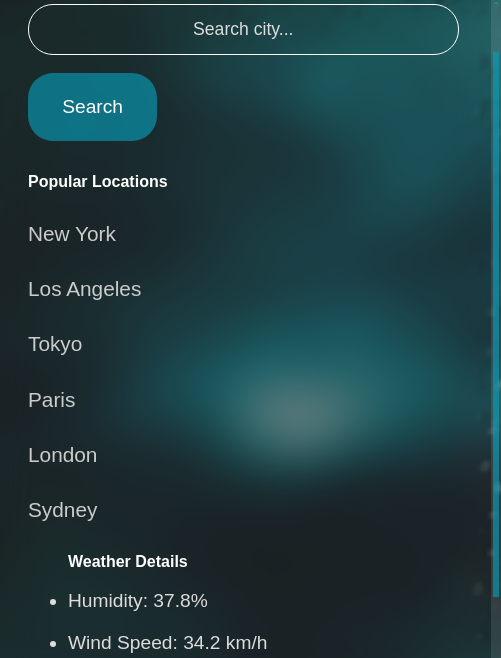 Search city...
Search
Popular Locations
New York
Los Angeles
Tokyo
Paris
London
Sydney
Weather Details
Humidity: 37.8%
Wind Speed: 34.2 km/h